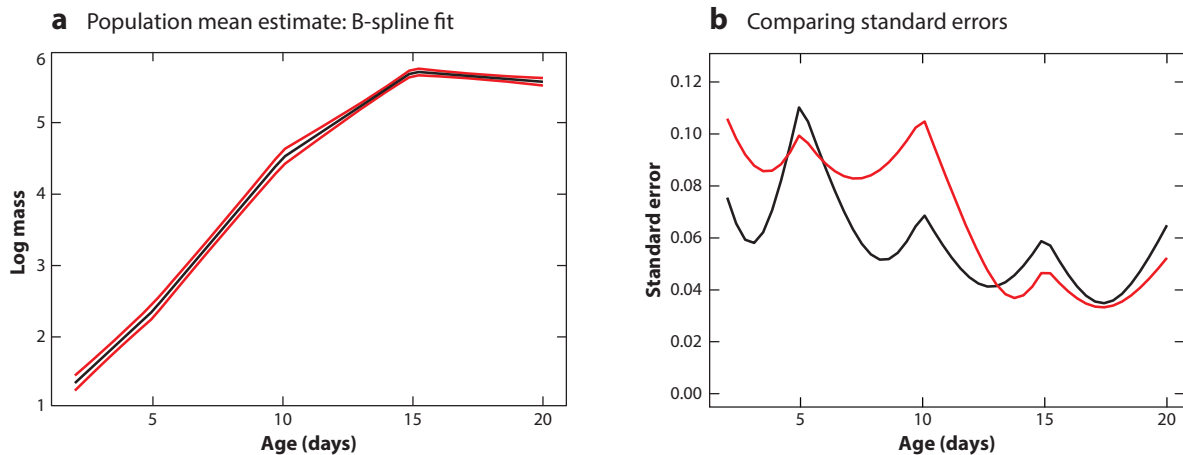 a Population mean estimate: B-spline fit
6
5
4
3
2
1
Log mass
5 10 15 20
Age (days)
b Comparing standard errors
0.12
0.10
0.08
0.06
0.04
0.02
0.00
Standard error
5 10 15 20
Age (days)